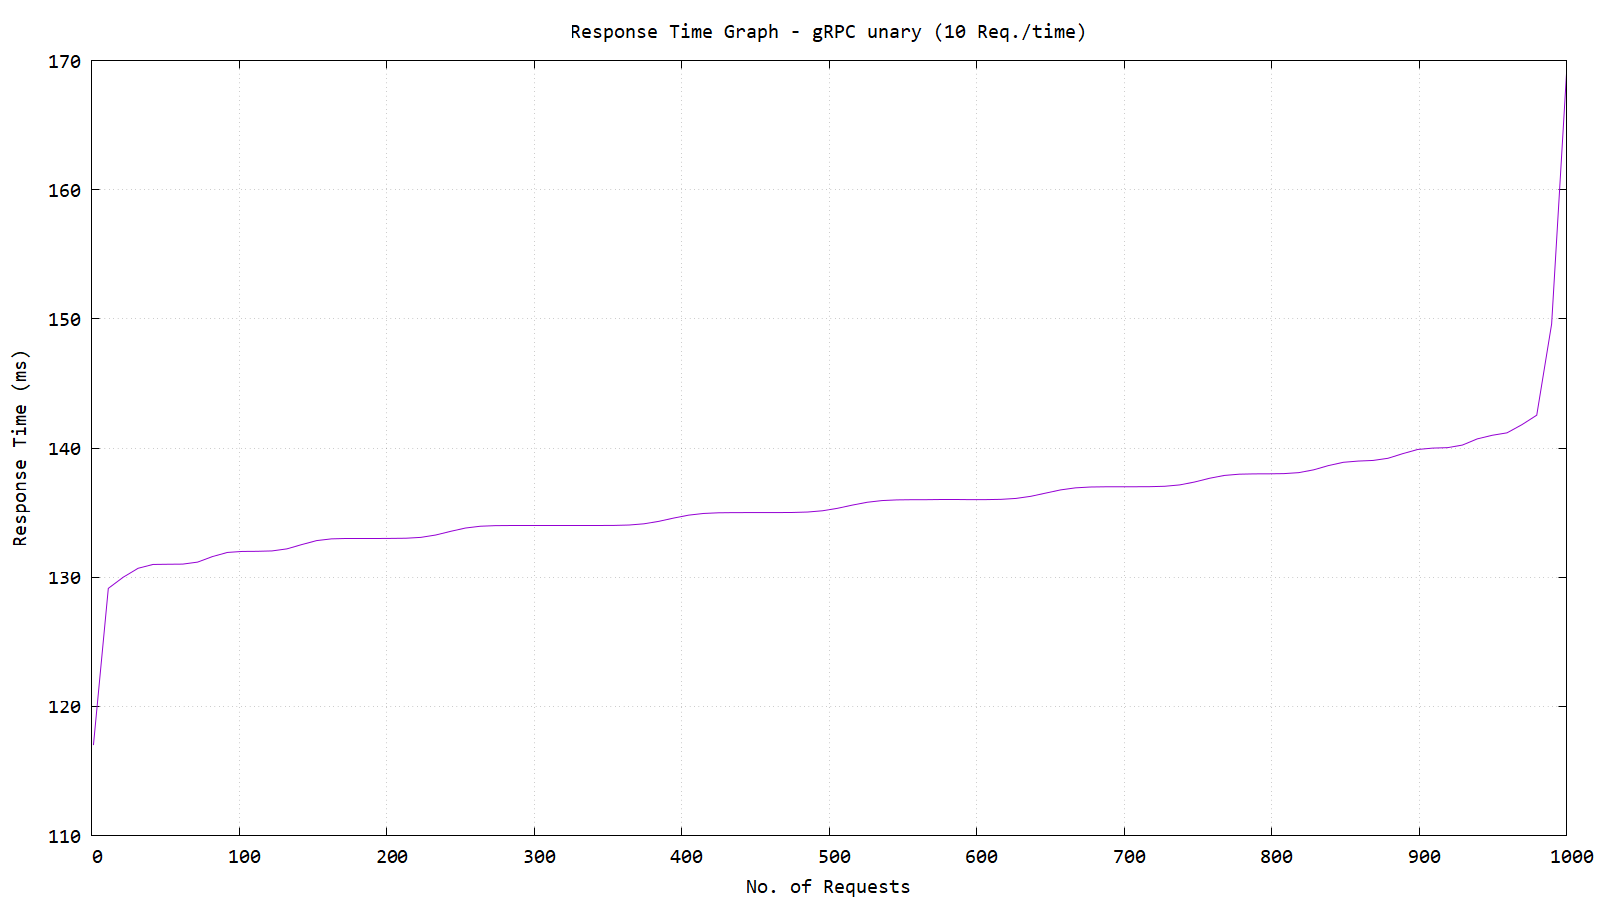 Response Time Graph - gRPC unary (10 Req./time)
170
160
150
140
130
120
110
Response Time (ms)
0 100 200 300 400 500 600 700 800 900 1000
No. of Requests